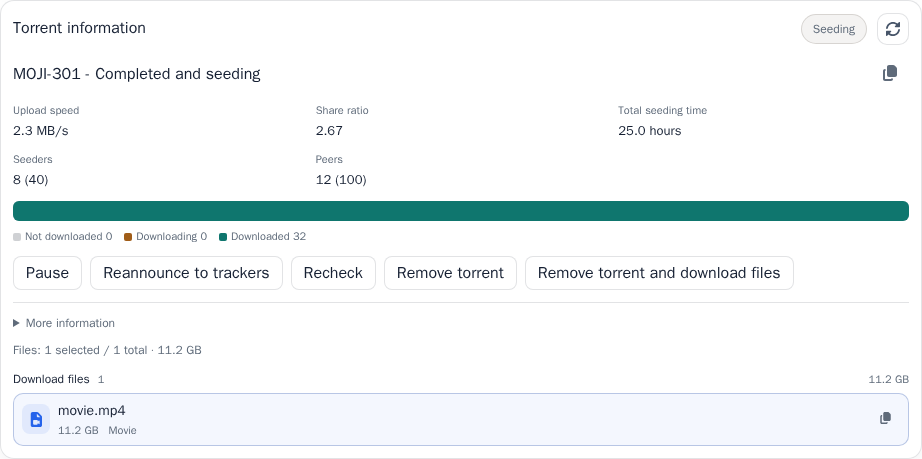 Torrent information
Seeding
MOJI-301 - Completed and seeding
Upload speed
Share ratio
Total seeding time
2.3 MB/s
2.67
25.0 hours
Seeders
Peers
8 (40)
12 (100)
Not downloaded 0
Downloading 0
Downloaded 32
Pause
Reannounce to trackers
Recheck
Remove torrent
Remove torrent and download files
More information
Files: 1 selected / 1 total · 11.2 GB
Download files 1
11.2 GB
movie.mp4
11.2 GB Movie